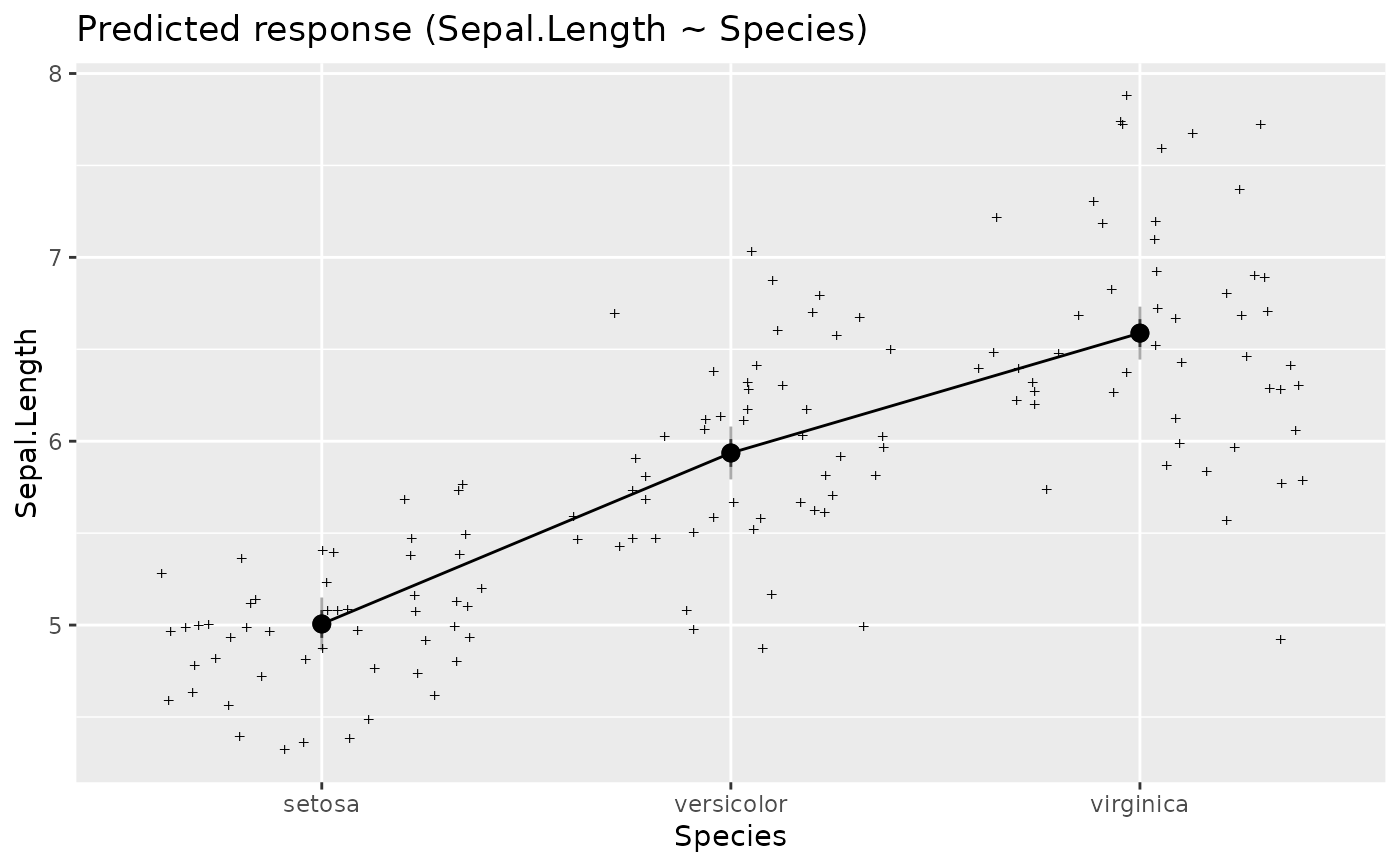 Predicted response (Sepal.Length ~ Species)
8
7
6
5
Sepal.Length
setosa
versicolor
virginica
Species